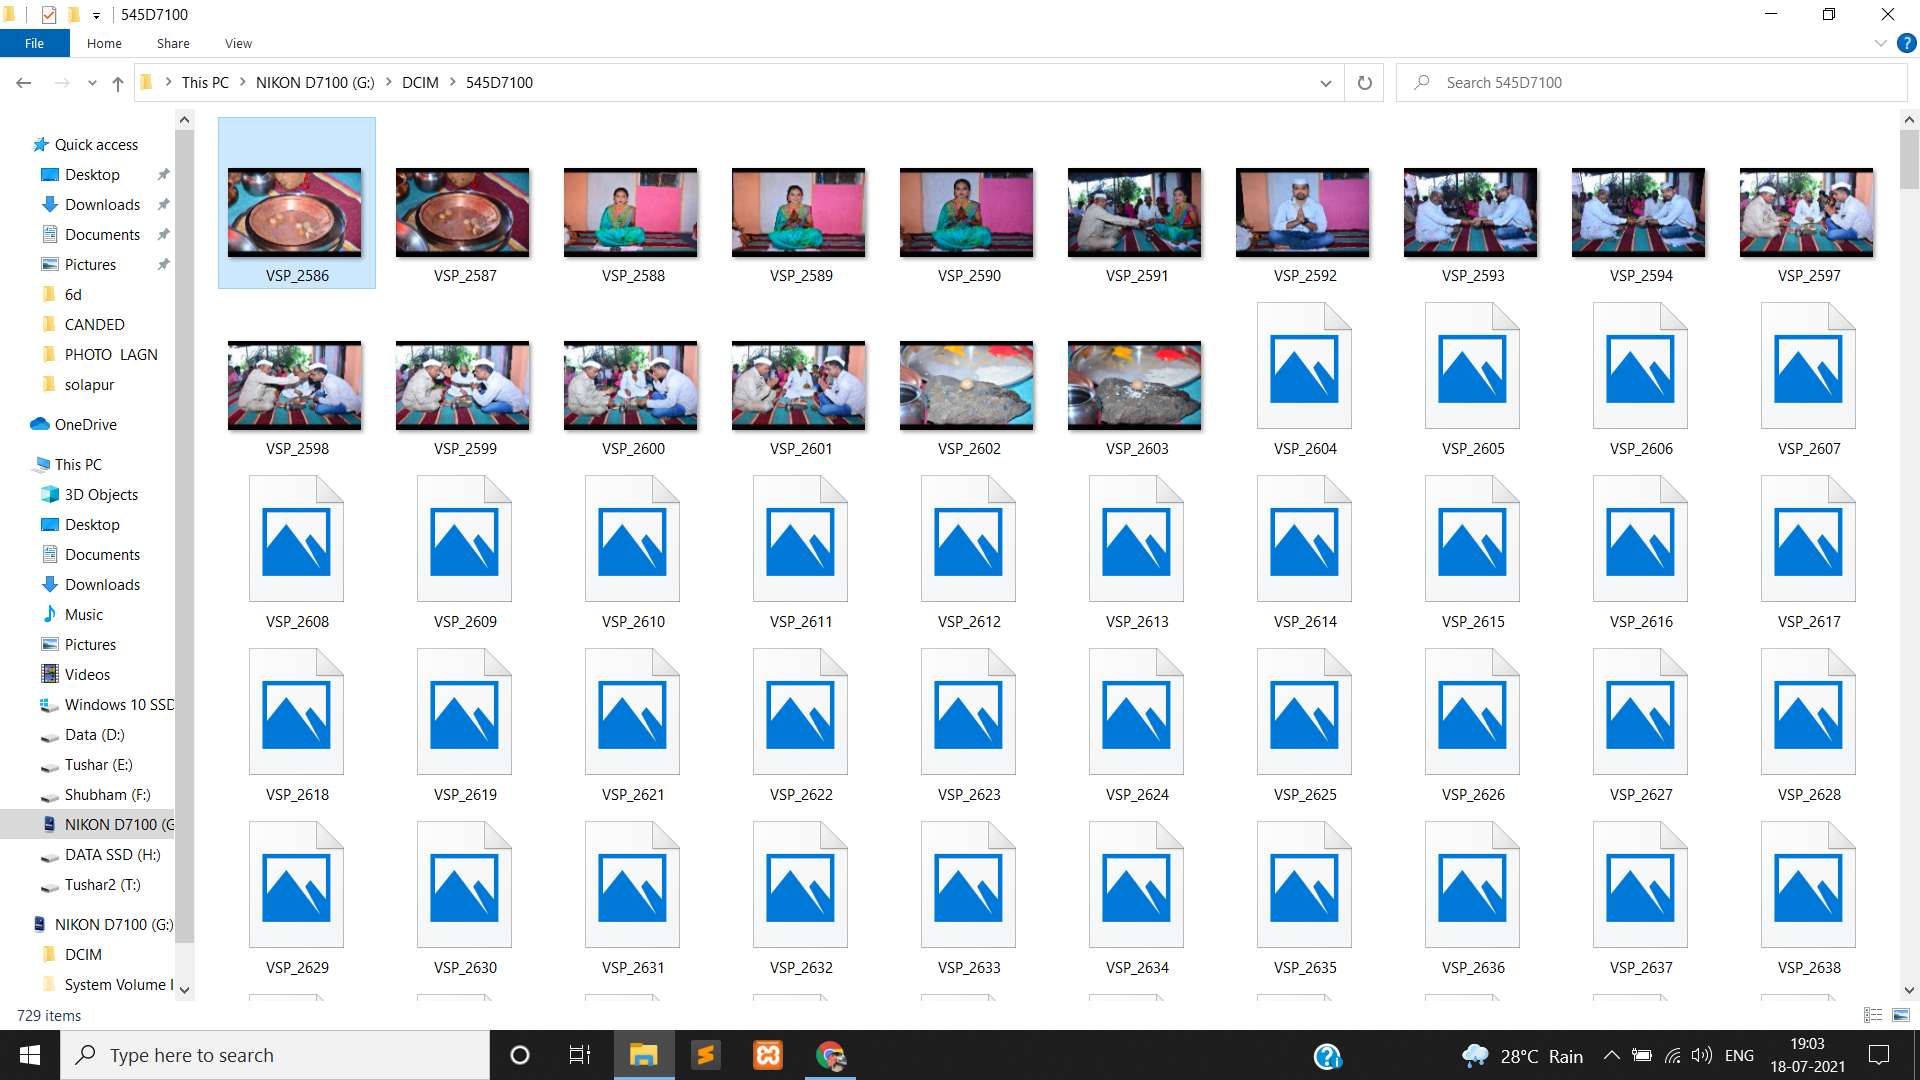 545D7100
File Home Share View
This PC NIKON D7100 (G:) DCIM 545D7100
Search 545D7100
Quick access
Desktop
Downloads
Documents
Pictures
6d
CANDED
PHOTO LAGN
solapur
OneDrive
This PC
3D Objects
Desktop
Documents
Downloads
Music
Pictures
Videos
Windows 10 SSD
Data (D:)
Tushar (E:)
Shubham (F:)
NIKON D7100 (G
DATA SSD (H:)
Tushar2 (T:)
NIKON D7100 (G:)
DCIM
System Volume I
VSP_2586 VSP_2587 VSP_2588 VSP_2589 VSP_2590 VSP_2591 VSP_2592 VSP_2593 VSP_2594 VSP_2597
VSP_2598 VSP_2599 VSP_2600 VSP_2601 VSP_2602 VSP_2603 VSP_2604 VSP_2605 VSP_2606 VSP_2607
VSP_2608 VSP_2609 VSP_2610 VSP_2611 VSP_2612 VSP_2613 VSP_2614 VSP_2615 VSP_2616 VSP_2617
VSP_2618 VSP_2619 VSP_2621 VSP_2622 VSP_2623 VSP_2624 VSP_2625 VSP_2626 VSP_2627 VSP_2628
VSP_2629 VSP_2630 VSP_2631 VSP_2632 VSP_2633 VSP_2634 VSP_2635 VSP_2636 VSP_2637 VSP_2638
729 items
Type here to search
28°C Rain
ENG
19:03
18-07-2021